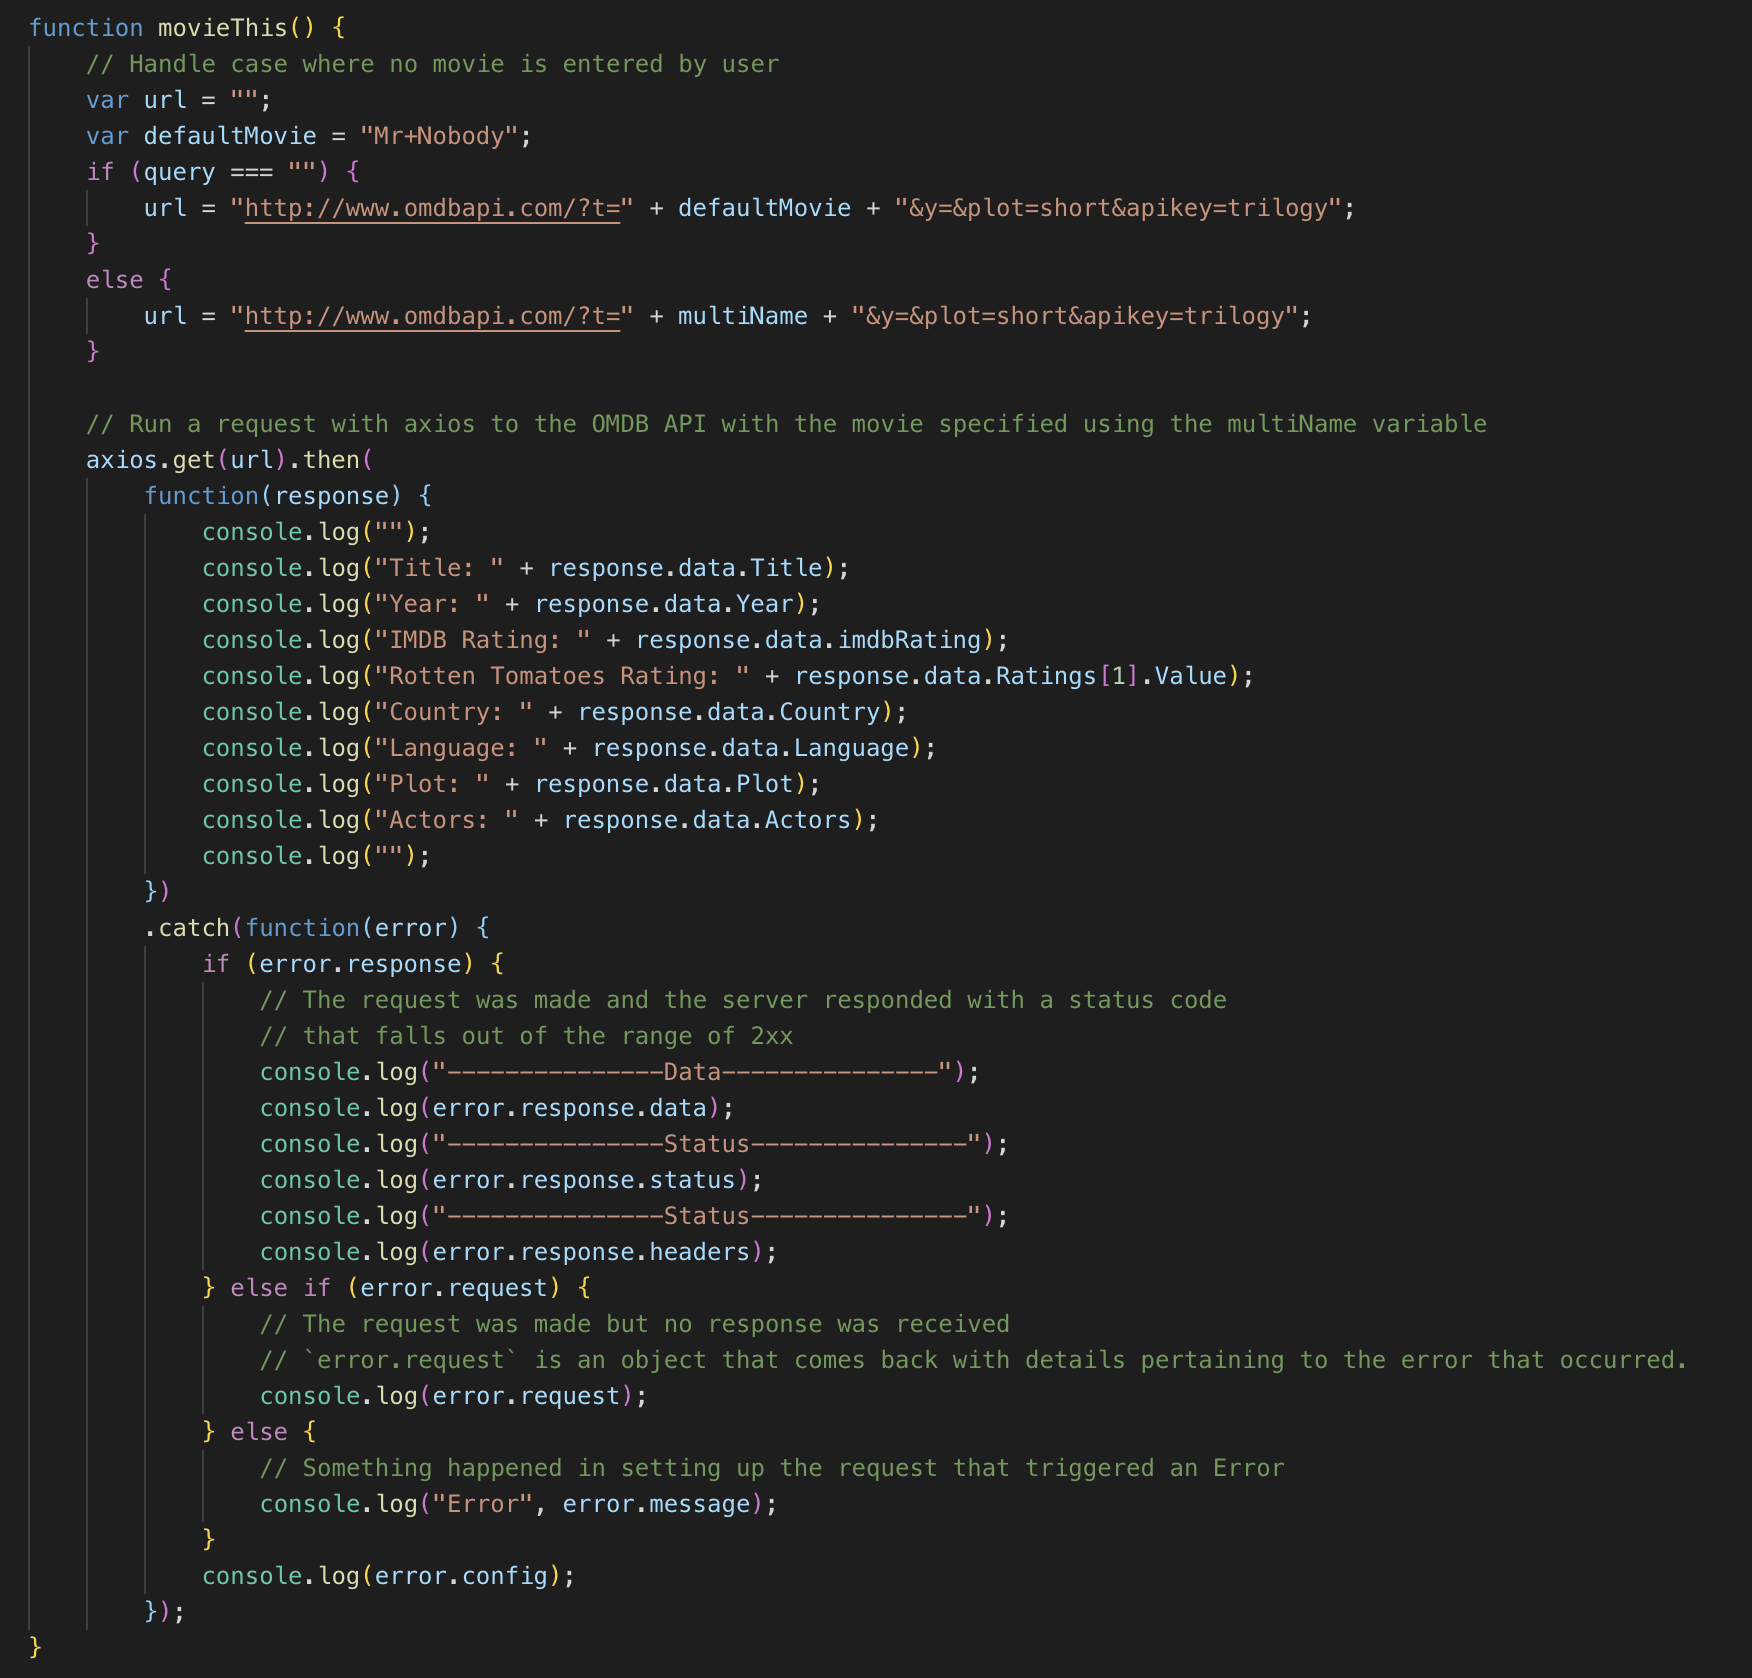 function movieThis() {
    // Handle case where no movie is entered by user
    var url = "";
    var defaultMovie = "Mr+Nobody";
    if (query === "") {
        url = "http://www.omdbapi.com/?t=" + defaultMovie + "&y=&plot=short&apikey=trilogy";
    }
    else {
        url = "http://www.omdbapi.com/?t=" + multiName + "&y=&plot=short&apikey=trilogy";
    }

    // Run a request with axios to the OMDB API with the movie specified using the multiName variable
    axios.get(url).then(
        function(response) {
            console.log("");
            console.log("Title: " + response.data.Title);
            console.log("Year: " + response.data.Year);
            console.log("IMDB Rating: " + response.data.imdbRating);
            console.log("Rotten Tomatoes Rating: " + response.data.Ratings[1].Value);
            console.log("Country: " + response.data.Country);
            console.log("Language: " + response.data.Language);
            console.log("Plot: " + response.data.Plot);
            console.log("Actors: " + response.data.Actors);
            console.log("");
        })
        .catch(function(error) {
            if (error.response) {
                // The request was made and the server responded with a status code
                // that falls out of the range of 2xx
                console.log("---------------Data---------------");
                console.log(error.response.data);
                console.log("---------------Status---------------");
                console.log(error.response.status);
                console.log("---------------Status---------------");
                console.log(error.response.headers);
            } else if (error.request) {
                // The request was made but no response was received
                // `error.request` is an object that comes back with details pertaining to the error that occurred.
                console.log(error.request);
            } else {
                // Something happened in setting up the request that triggered an Error
                console.log("Error", error.message);
            }
            console.log(error.config);
        });
}